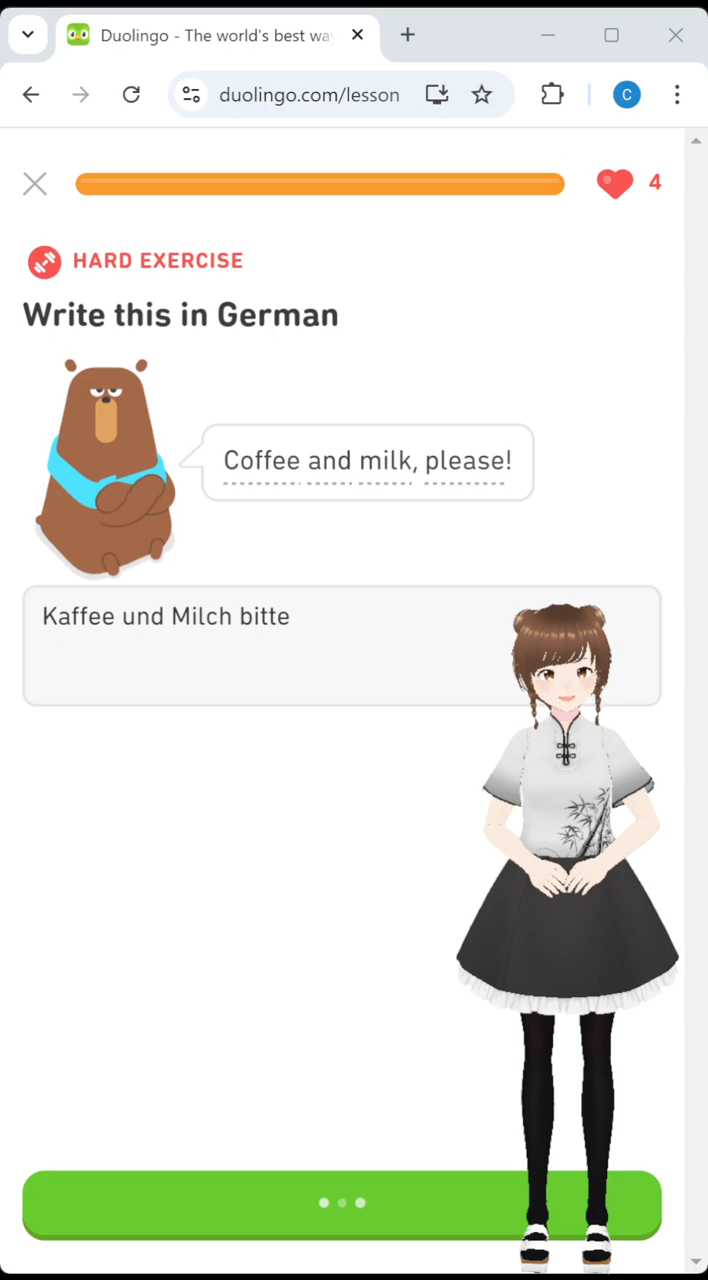 Duolingo - The world's best wa
duolingo.com/lesson
C
4
HARD EXERCISE
Write this in German
Coffee and milk, please!
Kaffee und Milch bitte